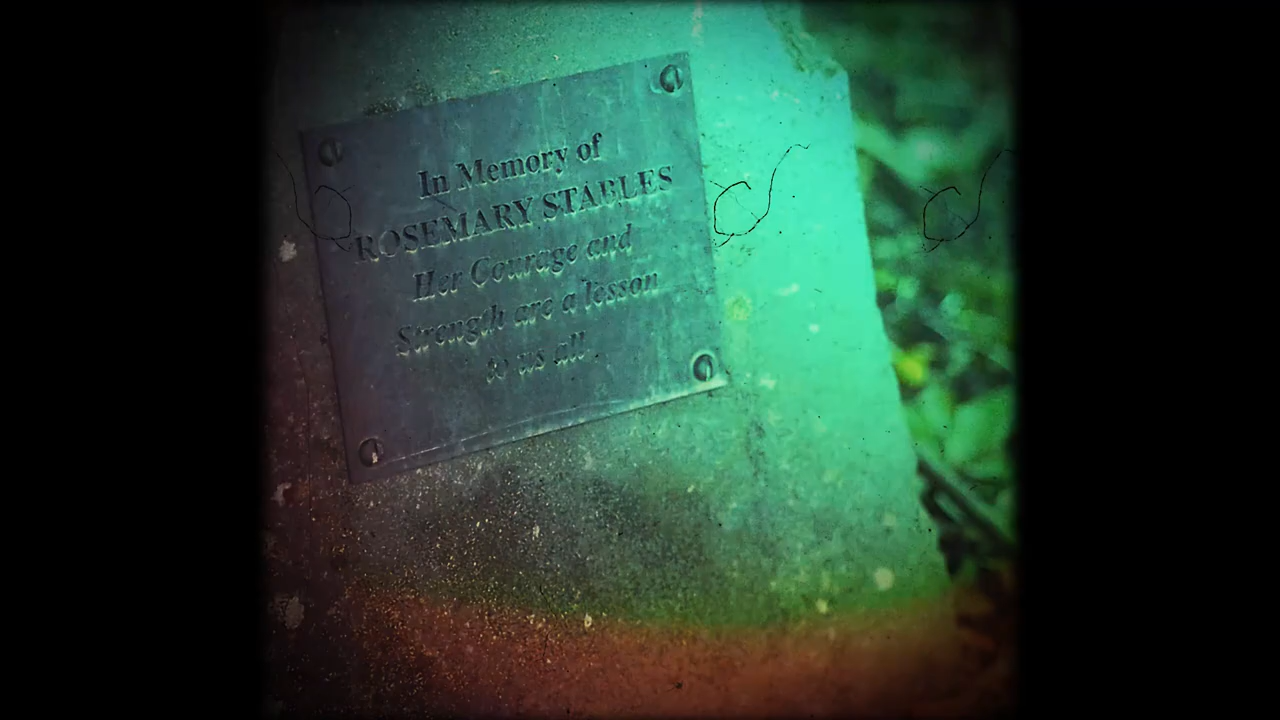 In Memory of
ROSEMARY STABLES
Her Courage and
Strength are a lesson
to us all.